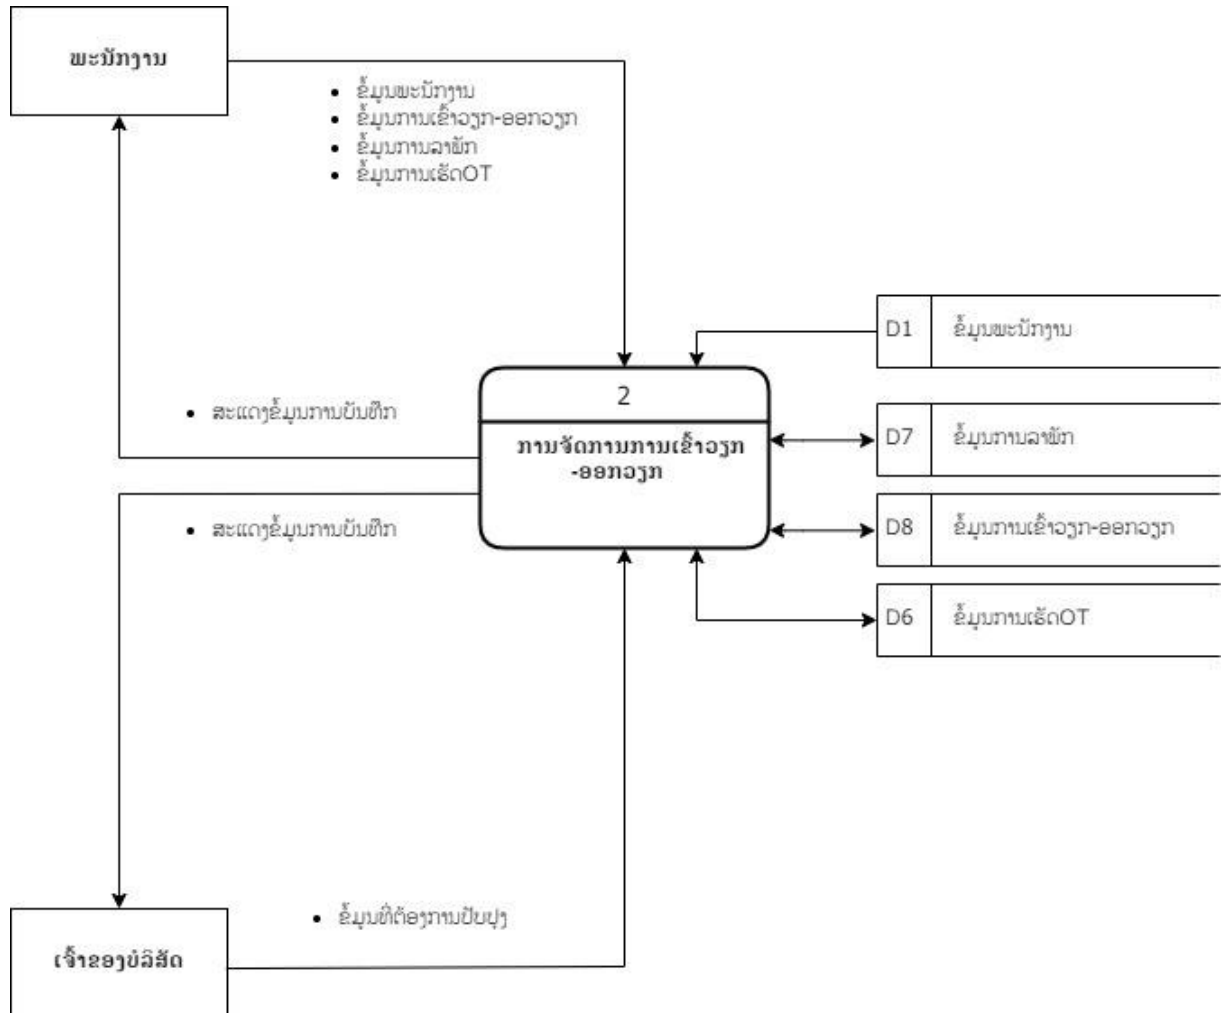 ພະນັກງານ
• ຂໍ້ມູນພະນັກງານ
• ຂໍ້ມູນການເຂົ້າວຽກ-ອອກວຽກ
• ຂໍ້ມູນການລາພັກ
• ຂໍ້ມູນການເຮັດOT
D1 ຂໍ້ມູນພະນັກງານ
2
• ສະແດງຂໍ້ມູນການບັນທຶກ
ການຈັດການການເຂົ້າວຽກ
-ອອກວຽກ
D7 ຂໍ້ມູນການລາພັກ
• ສະແດງຂໍ້ມູນການບັນທຶກ
D8 ຂໍ້ມູນການເຂົ້າວຽກ-ອອກວຽກ
D6 ຂໍ້ມູນການເຮັດOT
• ຂໍ້ມູນທີ່ຕ້ອງການປັບປຸງ
ເຈົ້າຂອງບໍລິສັດ